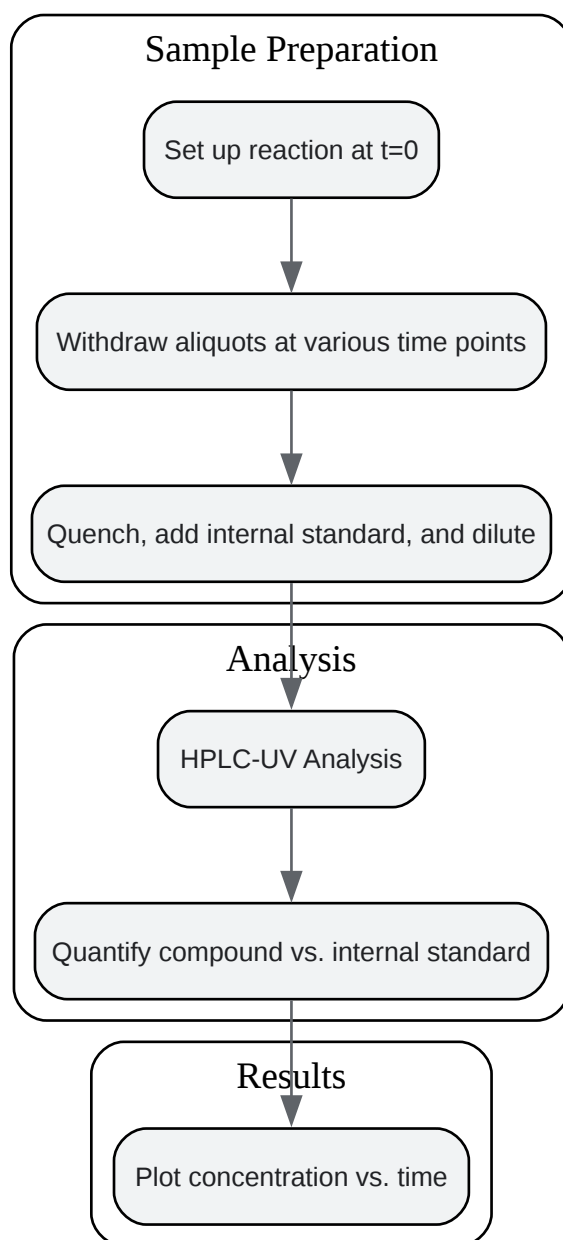 Sample Preparation
Set up reaction at t=0
Withdraw aliquots at various time points
Quench, add internal standard, and dilute
Analysis
HPLC-UV Analysis
Quantify compound vs. internal standard
Results
Plot concentration vs. time